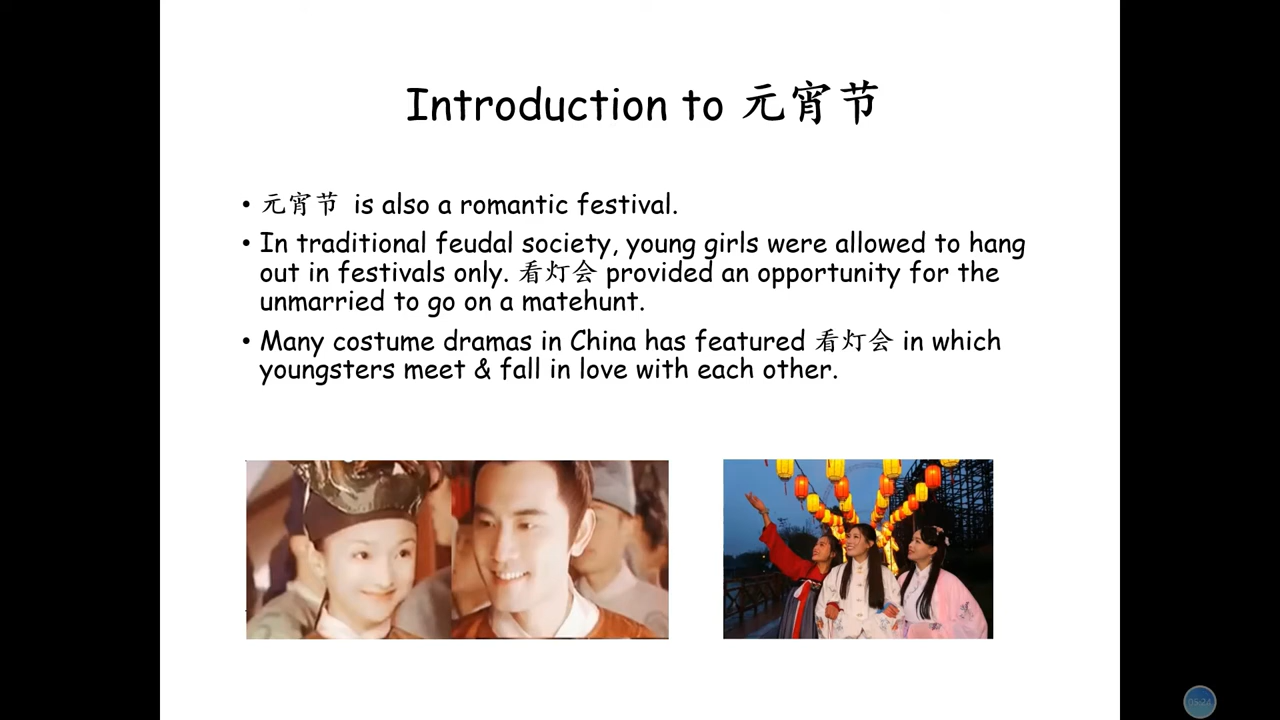 Introduction to 元宵节
• 元宵节 is also a romantic festival.
• In traditional feudal society, young girls were allowed to hang
out in festivals only. 看灯会 provided an opportunity for the
unmarried to go on a matehunt.
• Many costume dramas in China has featured 看灯会 in which
youngsters meet & fall in love with each other.
05:24